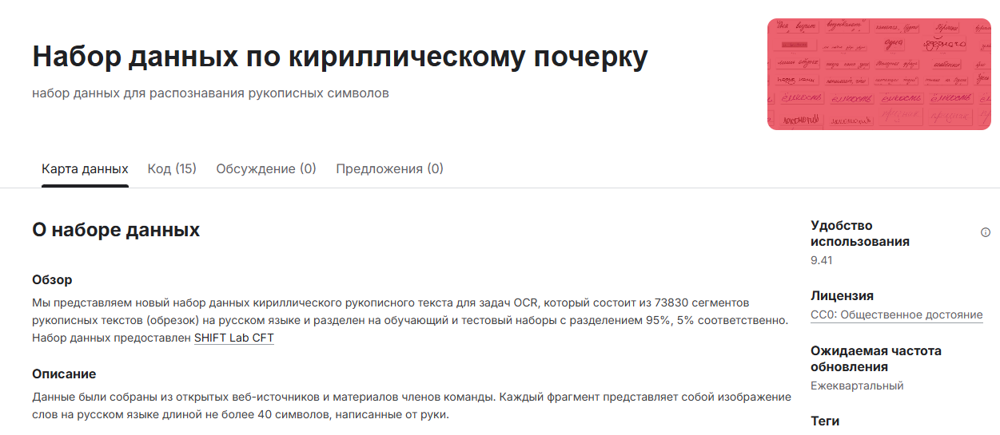 Набор данных по кириллическому почерку
набор данных для распознавания рукописных символов
Карта данных
Код (15)
Обсуждение (0)
Предложения (0)
О наборе данных
Обзор
Мы представляем новый набор данных кириллического рукописного текста для задач OCR, который состоит из 73830 сегментов
рукописных текстов (обрезок) на русском языке и разделен на обучающий и тестовый наборы с разделением 95%, 5% соответственно.
Набор данных предоставлен SHIFT Lab CFT
Описание
Данные были собраны из открытых веб-источников и материалов членов команды. Каждый фрагмент представляет собой изображение
слов на русском языке длиной не более 40 символов, написанные от руки.
Удобство
использования
9.41
Лицензия
CC0: Общественное достояние
Ожидаемая частота
обновления
Ежеквартальный
Теги